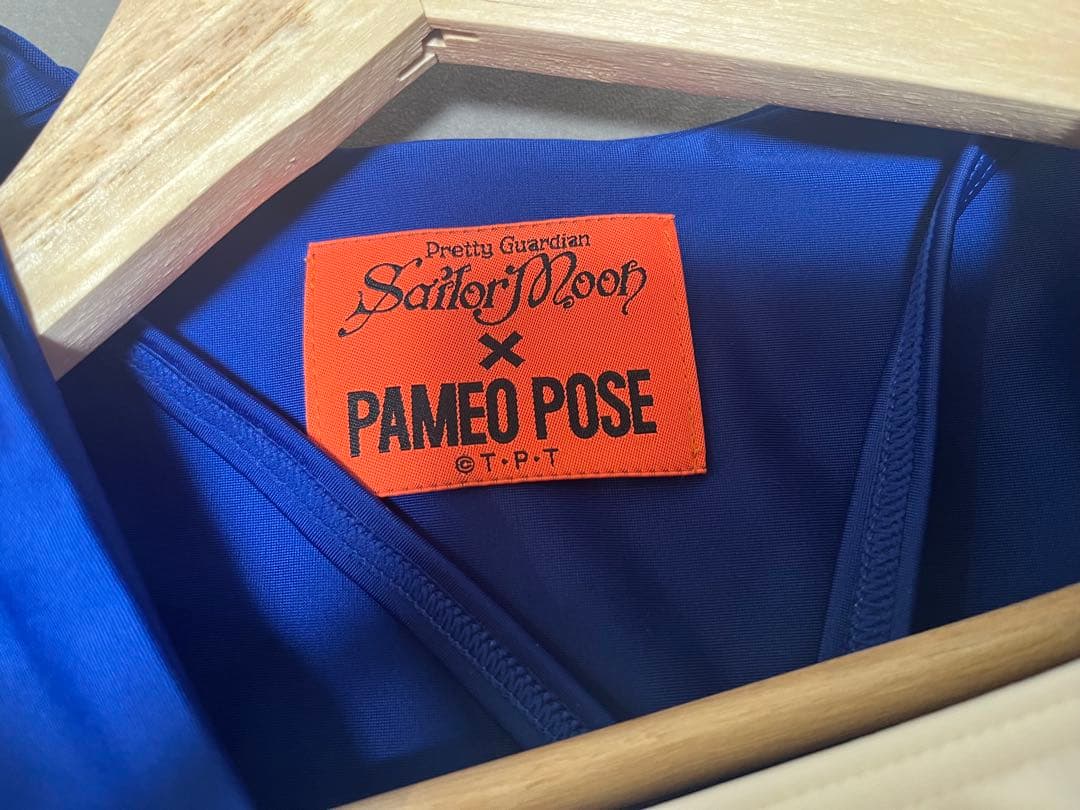 Pretty Guardian
Sailor Moon
×
PAMEO POSE
©T・P・T